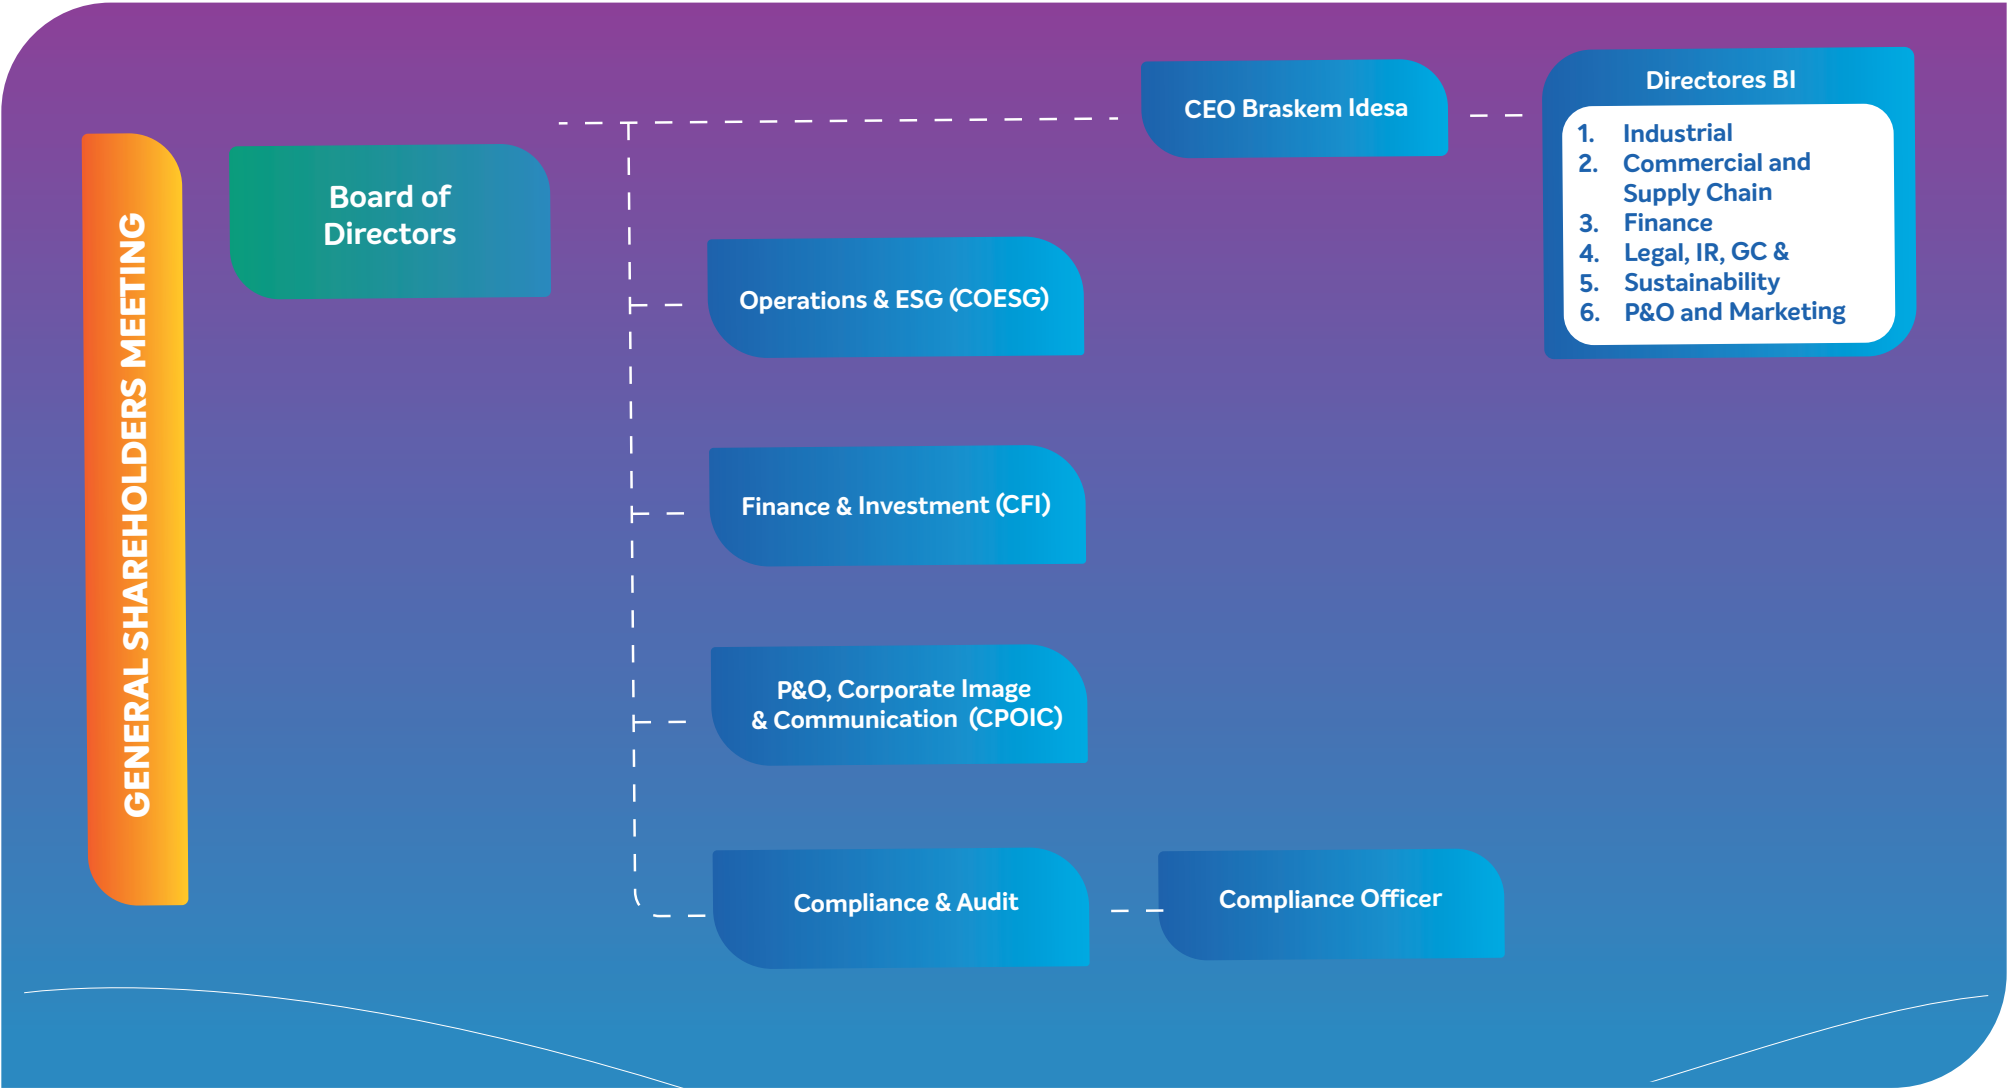 GENERAL SHAREHOLDERS MEETING
Board of
Directors
CEO Braskem Idesa
Directores BI
1. Industrial
2. Commercial and
Supply Chain
3. Finance
4. Legal, IR, GC &
5. Sustainability
6. P&O and Marketing
Operations & ESG (COESG)
Finance & Investment (CFI)
P&O, Corporate Image
& Communication (CPOIC)
Compliance & Audit
Compliance Officer